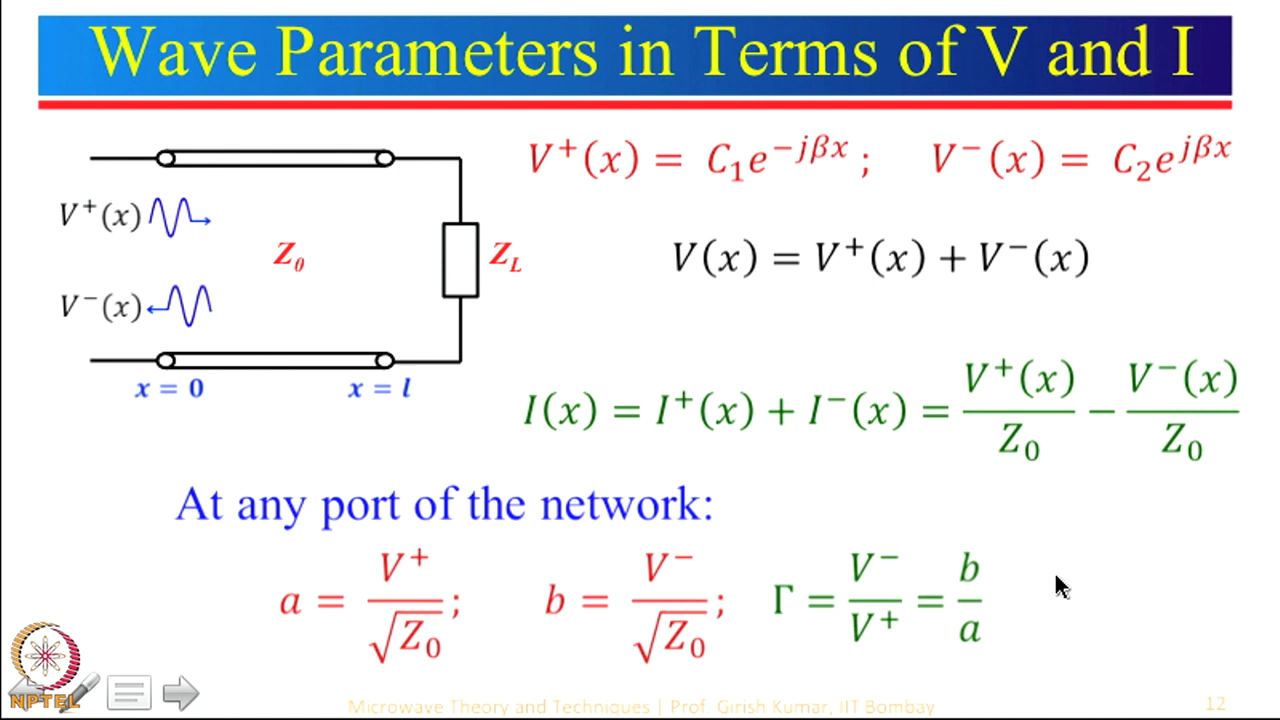 Wave Parameters in Terms of V and I
V⁺(x) = C₁e^{-jβx} ;   V⁻(x) = C₂e^{jβx}
V⁺(x)
Z₀
Z_L
V(x) = V⁺(x) + V⁻(x)
V⁻(x)
x = 0   x = l
I(x) = I⁺(x) + I⁻(x) = V⁺(x)/Z₀ − V⁻(x)/Z₀
At any port of the network:
a = V⁺/√Z₀ ;   b = V⁻/√Z₀ ;   Γ = V⁻/V⁺ = b/a
NPTEL
Microwave Theory and Techniques | Prof. Girish Kumar, IIT Bombay
12